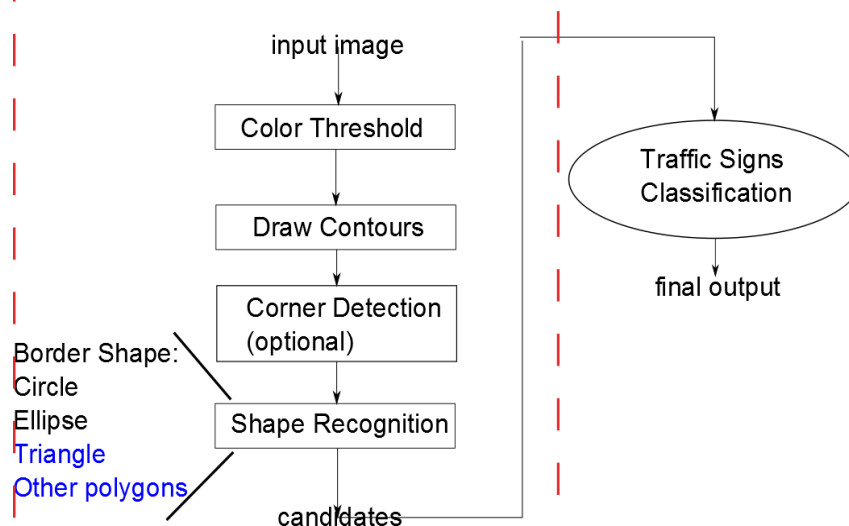 input image
Color Threshold
Draw Contours
Corner Detection
(optional)
Border Shape:
Circle
Ellipse
Triangle
Other polygons
Shape Recognition
candidates
Traffic Signs
Classification
final output